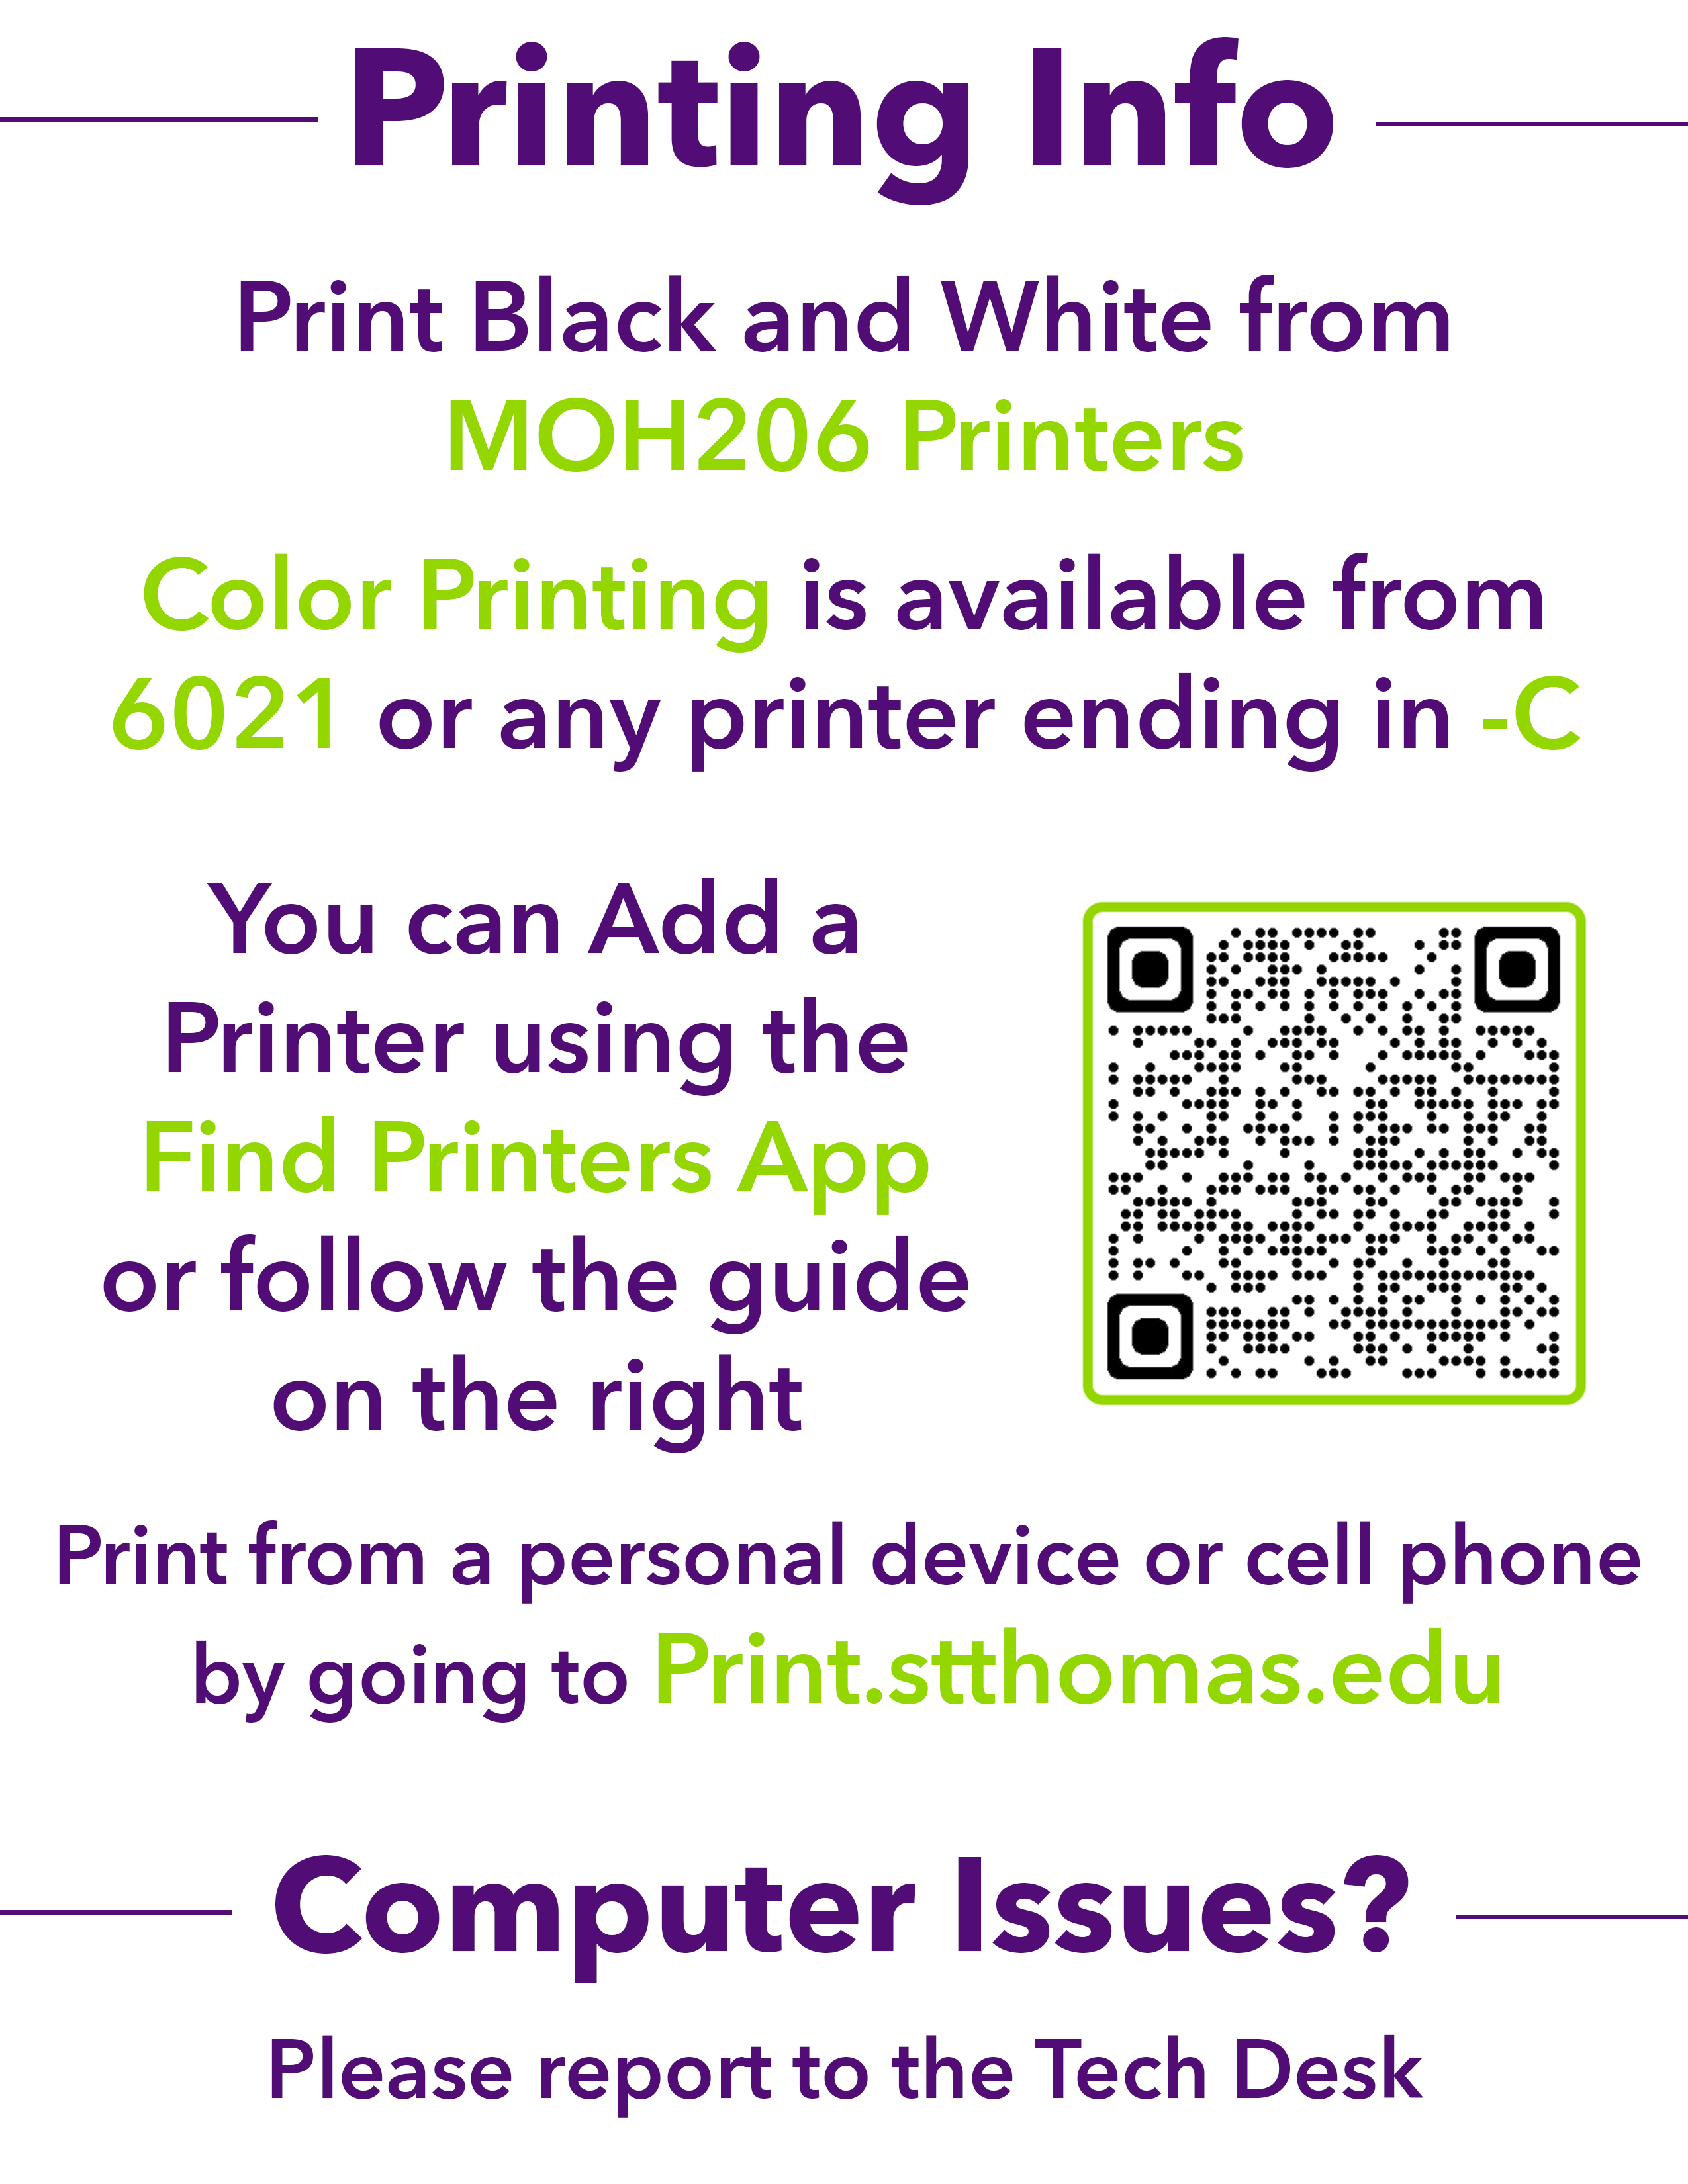 Printing Info
Print Black and White from
MOH206 Printers
Color Printing is available from
6021 or any printer ending in -C
You can Add a
Printer using the
Find Printers App
or follow the guide
on the right
Print from a personal device or cell phone
by going to Print.stthomas.edu
Computer Issues?
Please report to the Tech Desk